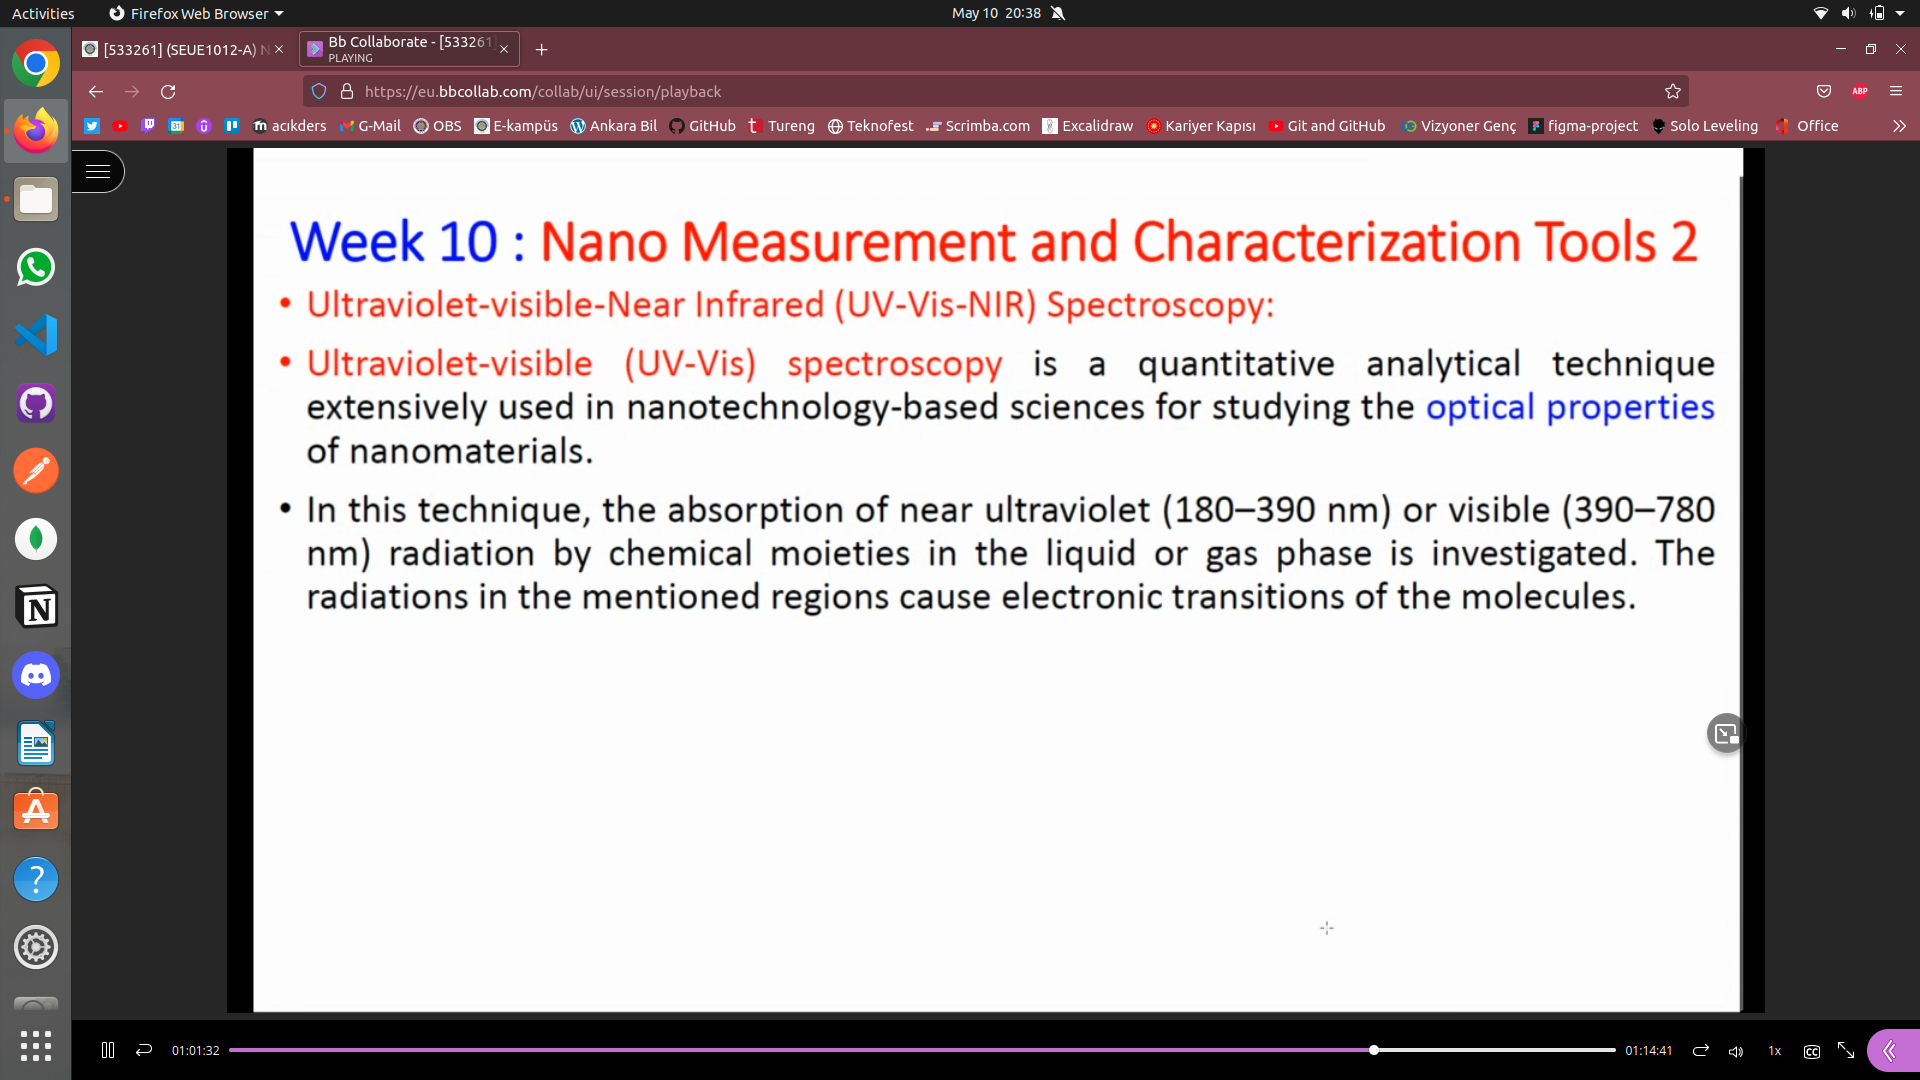 Activities
Firefox Web Browser
May 10 20:38
[533261] (SEUE1012-A) N
Bb Collaborate - [533261]
PLAYING
https://eu.bbcollab.com/collab/ui/session/playback
ABP
acıkders
G-Mail
OBS
E-kampüs
Ankara Bil
GitHub
Tureng
Teknofest
Scrimba.com
Excalidraw
Kariyer Kapısı
Git and GitHub
Vizyoner Genç
figma-project
Solo Leveling
Office
Week 10 : Nano Measurement and Characterization Tools 2
• Ultraviolet-visible-Near Infrared (UV-Vis-NIR) Spectroscopy:
• Ultraviolet-visible (UV-Vis) spectroscopy is a quantitative analytical technique
extensively used in nanotechnology-based sciences for studying the optical properties
of nanomaterials.
• In this technique, the absorption of near ultraviolet (180–390 nm) or visible (390–780
nm) radiation by chemical moieties in the liquid or gas phase is investigated. The
radiations in the mentioned regions cause electronic transitions of the molecules.
01:01:32
01:14:41
1x
CC